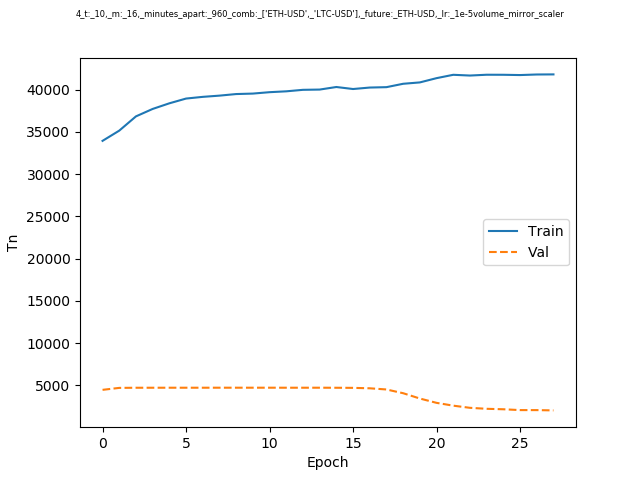 4_t:_10,_m:_16,_minutes_apart:_960_comb:_['ETH-USD',_'LTC-USD'],_future:_ETH-USD,_lr:_1e-5volume_mirror_scaler
40000
35000
30000
25000
20000
15000
10000
5000
Tn
Train
Val
0 5 10 15 20 25
Epoch